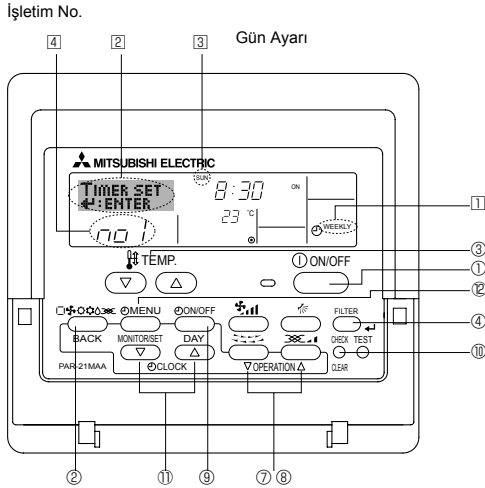 İşletim No.
4 2 3 Gün Ayarı
MITSUBISHI ELECTRIC
TIMER SET SUN 8:30 ON
↵:ENTER
no 1 23 °C WEEKLY
1
TEMP. ON/OFF
③
①
⑫
MENU ON/OFF FILTER
④
BACK MONITOR/SET DAY CHECK TEST
⑩
PAR-21MAA CLOCK ▽OPERATION△ CLEAR
② ⑪ ⑨ ⑦ ⑧